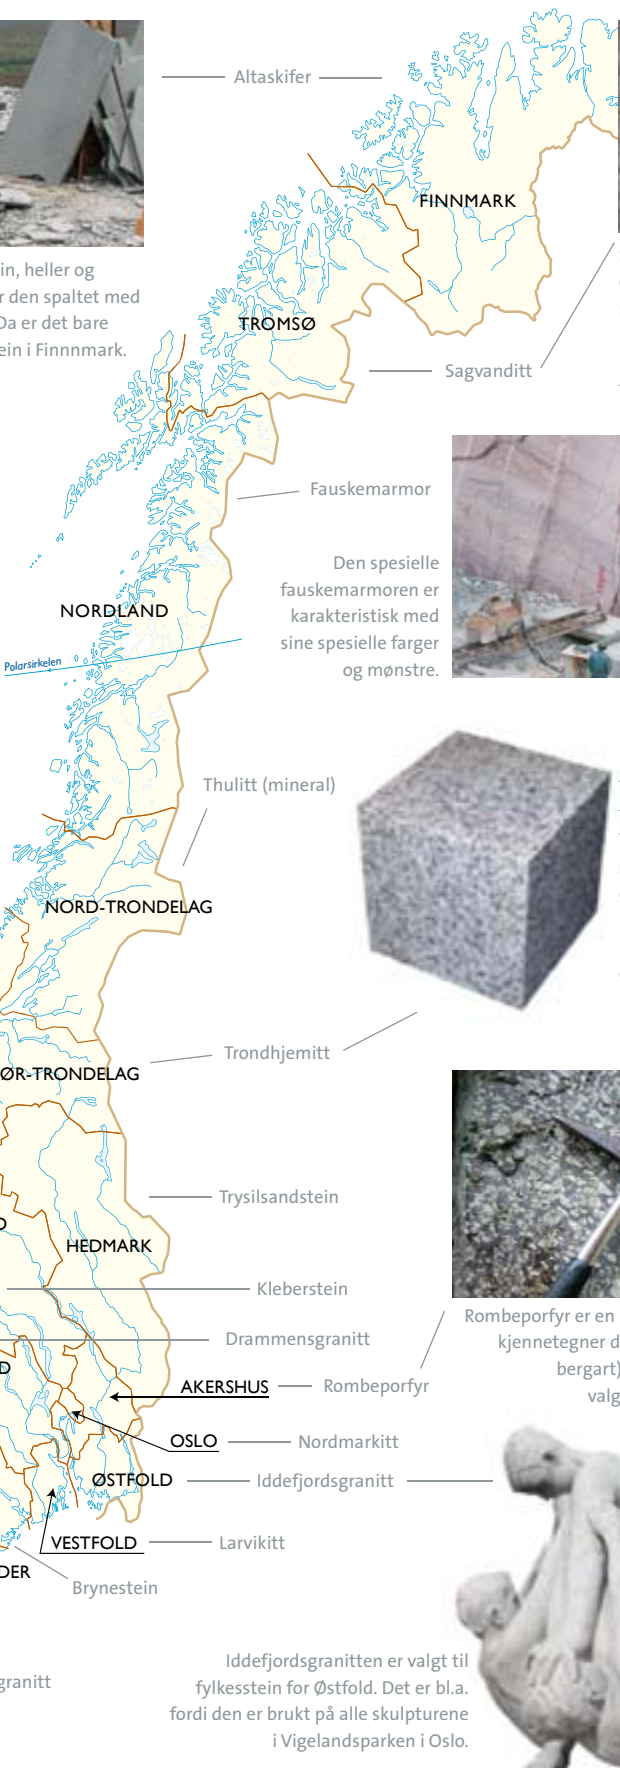 Altaskifer
FINNMARK
in, heller og
r den spaltet med
Da er det bare
ein i Finnnmark.
TROMSØ
Sagvanditt
Fauskemarmor
Den spesielle
fauskemarmoren er
karakteristisk med
sine spesielle farger
og mønstre.
NORDLAND
Polarsirkelen
Thulitt (mineral)
NORD-TRONDELAG
Trondhjemitt
ØR-TRONDELAG
Trysilsandstein
D
HEDMARK
Kleberstein
Rombeporfyr er en
kjennetegner d
bergart)
valg
Drammensgranitt
D
AKERSHUS
Rombeporfyr
OSLO
Nordmarkitt
ØSTFOLD
Iddefjordsgranitt
VESTFOLD
Larvikitt
DER
Brynestein
granitt
Iddefjordsgranitten er valgt til
fylkesstein for Østfold. Det er bl.a.
fordi den er brukt på alle skulpturene
i Vigelandsparken i Oslo.